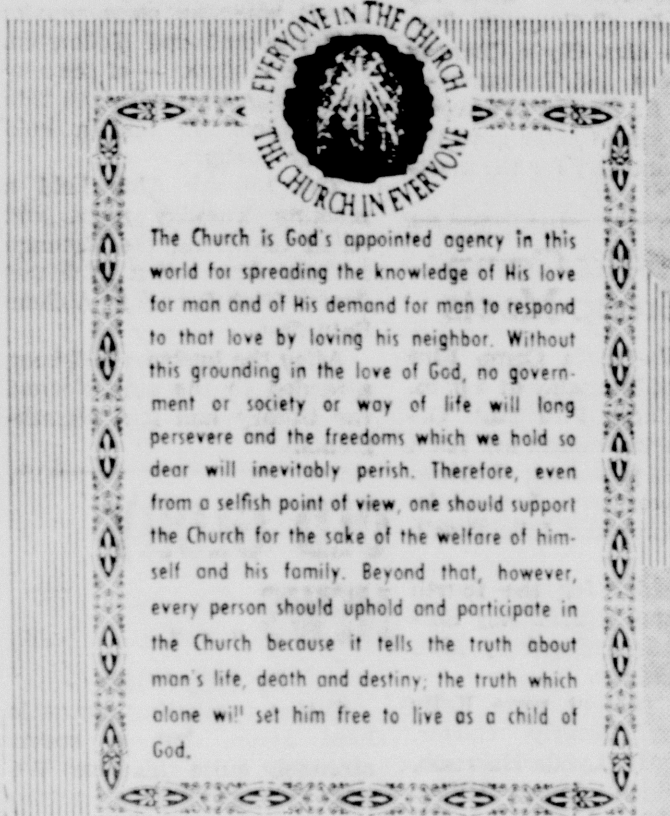 EVERYONE IN THE CHURCH
THE CHURCH IN EVERYONE
The Church is God's appointed agency in this
world for spreading the knowledge of His love
for man and of His demand for man to respond
to that love by loving his neighbor. Without
this grounding in the love of God, no govern-
ment or society or way of life will long
persevere and the freedoms which we hold so
dear will inevitably perish. Therefore, even
from a selfish point of view, one should support
the Church for the sake of the welfare of him-
self and his family. Beyond that, however,
every person should uphold and participate in
the Church because it tells the truth about
man's life, death and destiny; the truth which
alone will set him free to live as a child of
God.